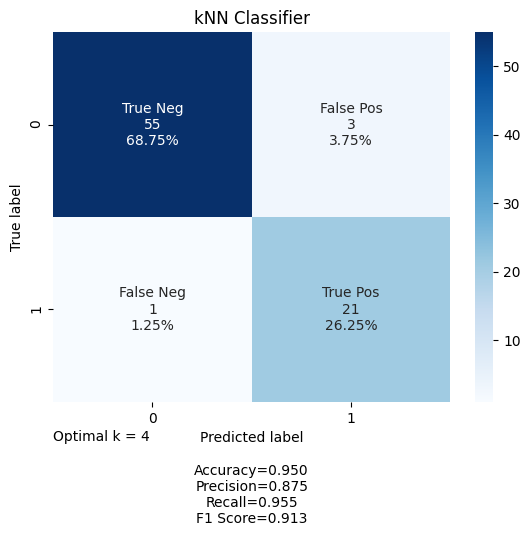 kNN Classifier
True Neg
55
68.75%
False Pos
3
3.75%
False Neg
1
1.25%
True Pos
21
26.25%
True label
0
1
0
1
Predicted label
Optimal k = 4
Accuracy=0.950
Precision=0.875
Recall=0.955
F1 Score=0.913
50
40
30
20
10